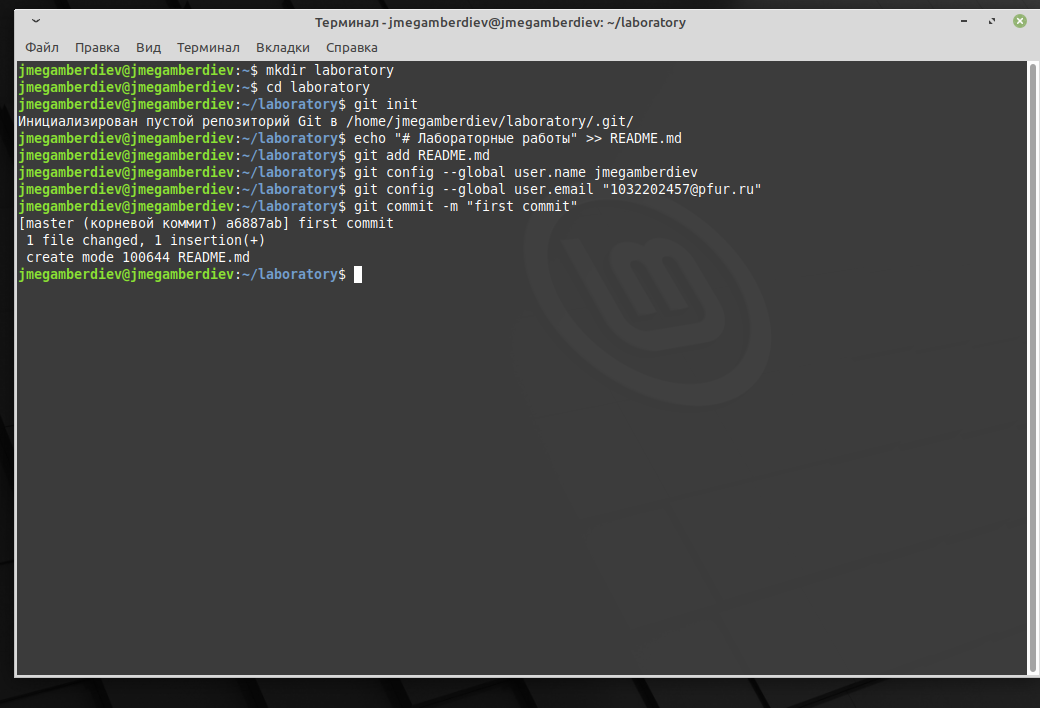 Терминал - jmegamberdiev@jmegamberdiev: ~/laboratory
Файл Правка Вид Терминал Вкладки Справка
jmegamberdiev@jmegamberdiev:~$ mkdir laboratory
jmegamberdiev@jmegamberdiev:~$ cd laboratory
jmegamberdiev@jmegamberdiev:~/laboratory$ git init
Инициализирован пустой репозиторий Git в /home/jmegamberdiev/laboratory/.git/
jmegamberdiev@jmegamberdiev:~/laboratory$ echo "# Лабораторные работы" >> README.md
jmegamberdiev@jmegamberdiev:~/laboratory$ git add README.md
jmegamberdiev@jmegamberdiev:~/laboratory$ git config --global user.name jmegamberdiev
jmegamberdiev@jmegamberdiev:~/laboratory$ git config --global user.email "1032202457@pfur.ru"
jmegamberdiev@jmegamberdiev:~/laboratory$ git commit -m "first commit"
[master (корневой коммит) a6887ab] first commit
 1 file changed, 1 insertion(+)
 create mode 100644 README.md
jmegamberdiev@jmegamberdiev:~/laboratory$